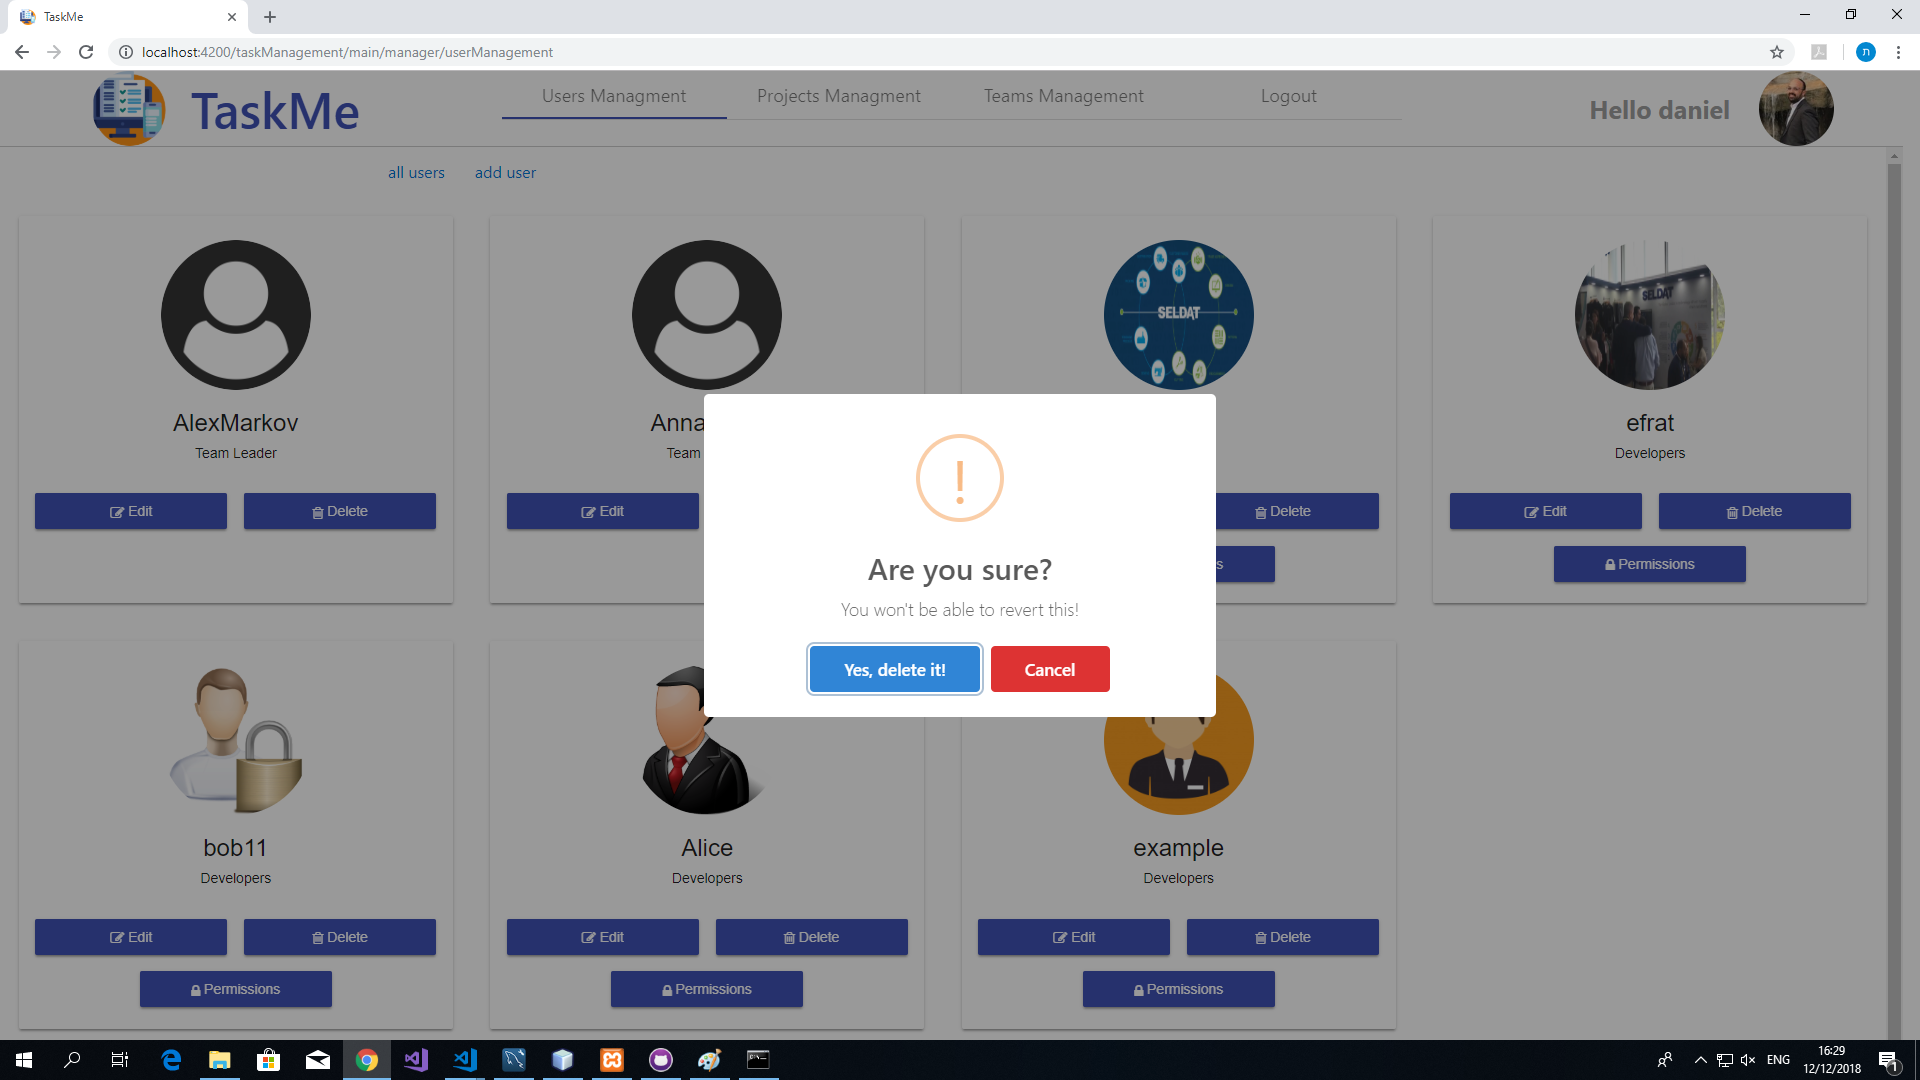 TaskMe
localhost:4200/taskManagement/main/manager/userManagement
ת
TaskMe
Users Managment
Projects Managment
Teams Management
Logout
Hello daniel
all users
add user
SELDAT
SELDAT
AlexMarkov
Anna
efrat
Team Leader
Team
Developers
Edit
Delete
Edit
Delete
Edit
Delete
s
Permissions
!
Are you sure?
You won't be able to revert this!
Yes, delete it!
Cancel
bob11
Alice
example
Developers
Developers
Developers
Edit
Delete
Edit
Delete
Edit
Delete
Permissions
Permissions
Permissions
ENG
16:29
12/12/2018
1